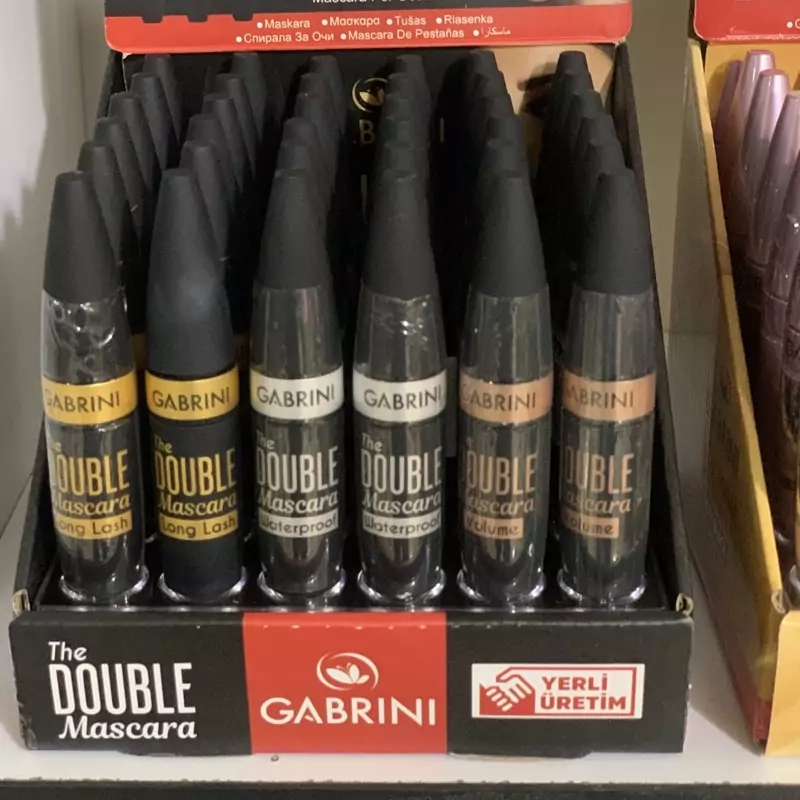 • Maskara • Маскара • Tušas • Riasenka
• Спирала За Очи • Mascara De Pestañas • ماسكارا
GABRINI
The
DOUBLE
Mascara
Long Lash
GABRINI
The
DOUBLE
Mascara
Long Lash
GABRINI
The
DOUBLE
Mascara
Waterproof
GABRINI
The
DOUBLE
Mascara
Waterproof
GABRINI
DOUBLE
Mascara
Volume
GABRINI
DOUBLE
Mascara
Volume
The
DOUBLE
Mascara
GABRINI
YERLİ
ÜRETİM